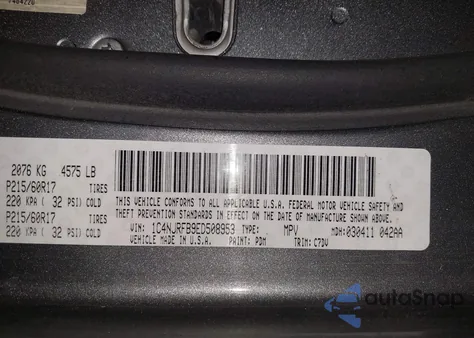 7484226
2076 KG 4575 LB
P215/60R17 TIRES
220 KPA ( 32 PSI) COLD
P215/60R17 TIRES
220 KPA ( 32 PSI) COLD
THIS VEHICLE CONFORMS TO ALL APPLICABLE U.S.A. FEDERAL MOTOR VEHICLE SAFETY AND
THEFT PREVENTION STANDARDS IN EFFECT ON THE DATE OF MANUFACTURE SHOWN ABOVE.
VIN: 1C4NJRFB9ED508953 TYPE: MPV MDH:030411 042AA
VEHICLE MADE IN U.S.A. PAINT: PDM TRIM: C7DV
autoSnap